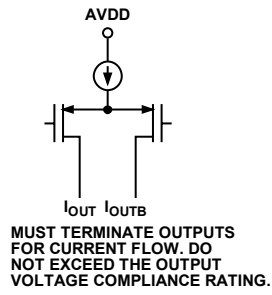 AVDD
IOUT IOUTB
MUST TERMINATE OUTPUTS
FOR CURRENT FLOW. DO
NOT EXCEED THE OUTPUT
VOLTAGE COMPLIANCE RATING.